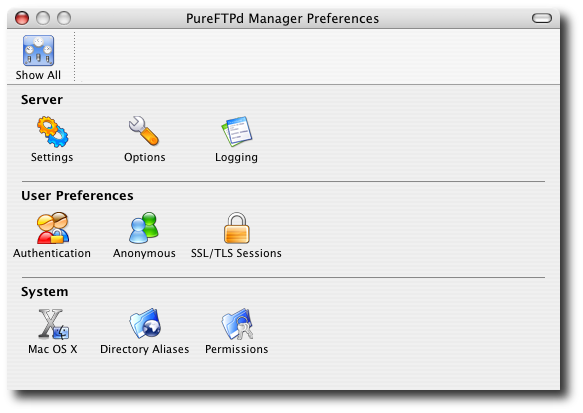 PureFTPd Manager Preferences
Show All
Server
Settings Options Logging
User Preferences
Authentication Anonymous SSL/TLS Sessions
System
Mac OS X Directory Aliases Permissions